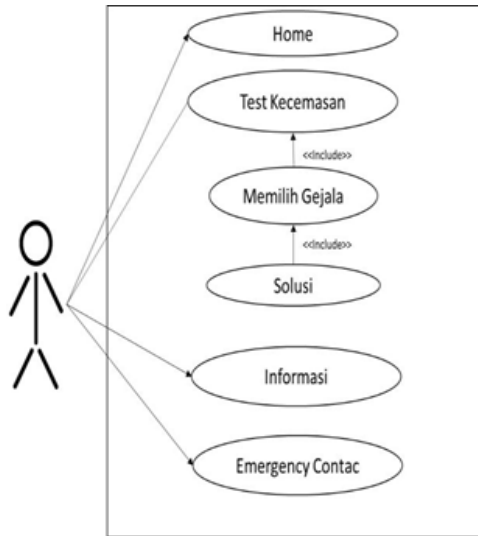 Home
Test Kecemasan
<<Include>>
Memilih Gejala
<<Include>>
Solusi
Informasi
Emergency Contac